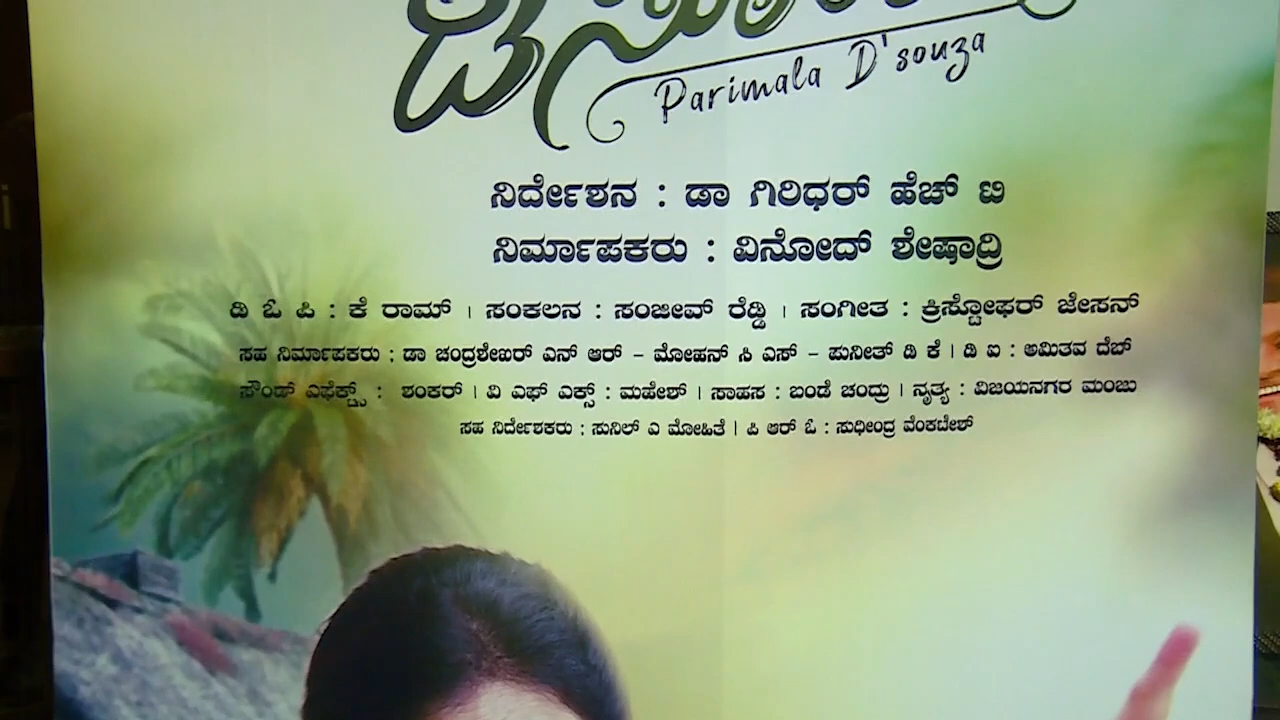 Parimala D'souza
ನಿರ್ದೇಶನ : ಡಾ ಗಿರಿಧರ್ ಹೆಚ್ ಟಿ
ನಿರ್ಮಾಪಕರು : ವಿನೋದ್ ಶೇಷಾದ್ರಿ
ಡಿ ಓ ಪಿ : ಕೆ ರಾಮ್ | ಸಂಕಲನ : ಸಂಜೀವ್ ರೆಡ್ಡಿ | ಸಂಗೀತ : ಕ್ರಿಸ್ಟೋಫರ್ ಜೇಸನ್
ಸಹ ನಿರ್ಮಾಪಕರು : ಡಾ ಚಂದ್ರಶೇಖರ್ ಎನ್ ಆರ್ - ಮೋಹನ್ ಸಿ ಎಸ್ - ಪುನೀತ್ ಡಿ ಕೆ | ಡಿ ಐ : ಅಮಿತವ ದೆಬ್
ಸೌಂಡ್ ಎಫೆಕ್ಟ್ಸ್ : ಶಂಕರ್ | ವಿ ಎಫ್ ಎಕ್ಸ್ : ಮಹೇಶ್ | ಸಾಹಸ : ಬಂಡೆ ಚಂದ್ರು | ನೃತ್ಯ : ವಿಜಯನಗರ ಮಂಜು
ಸಹ ನಿರ್ದೇಶಕರು : ಸುನಿಲ್ ಎ ಮೋಹಿತೆ | ಪಿ ಆರ್ ಓ : ಸುಧೀಂದ್ರ ವೆಂಕಟೇಶ್